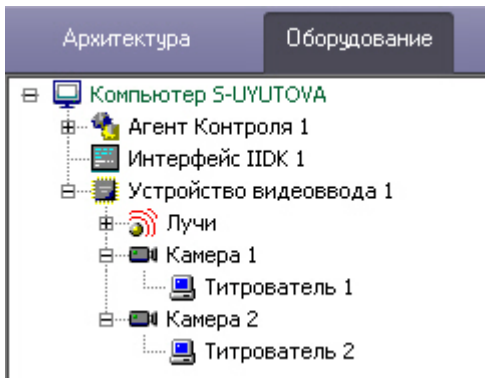 Архитектура Оборудование
Компьютер S-UYUTOVA
Агент Контроля 1
Интерфейс IIDK 1
Устройство видеоввода 1
Лучи
Камера 1
Титрователь 1
Камера 2
Титрователь 2